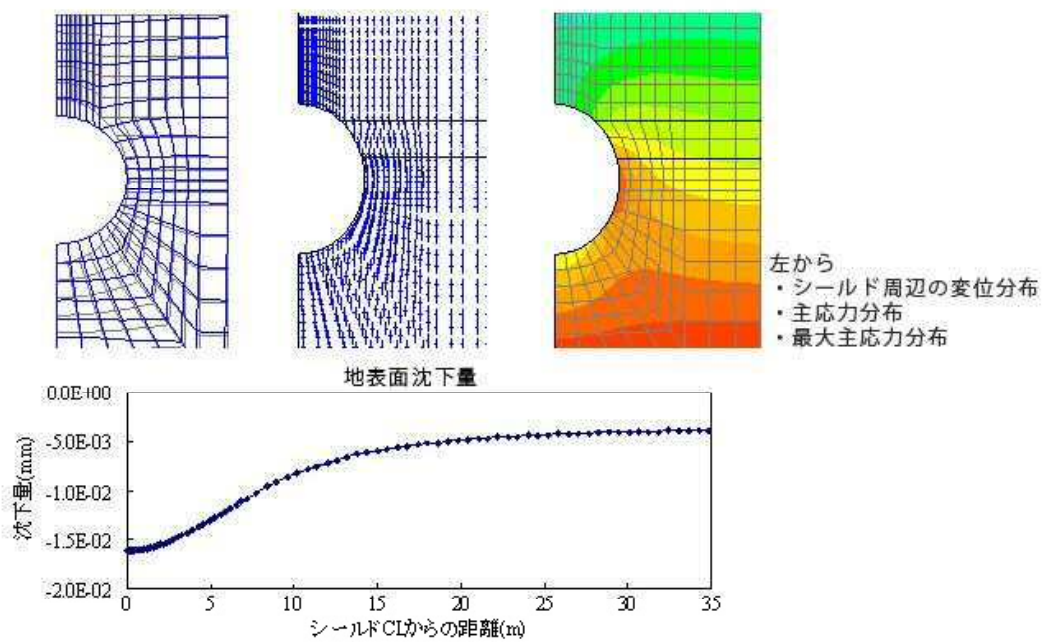 左から
・シールド周辺の変位分布
・主応力分布
・最大主応力分布
地表面沈下量
0.0E+00
-5.0E-03
-1.0E-02
-1.5E-02
-2.0E-02
沈下量(mm)
0 5 10 15 20 25 30 35
シールドCLからの距離(m)